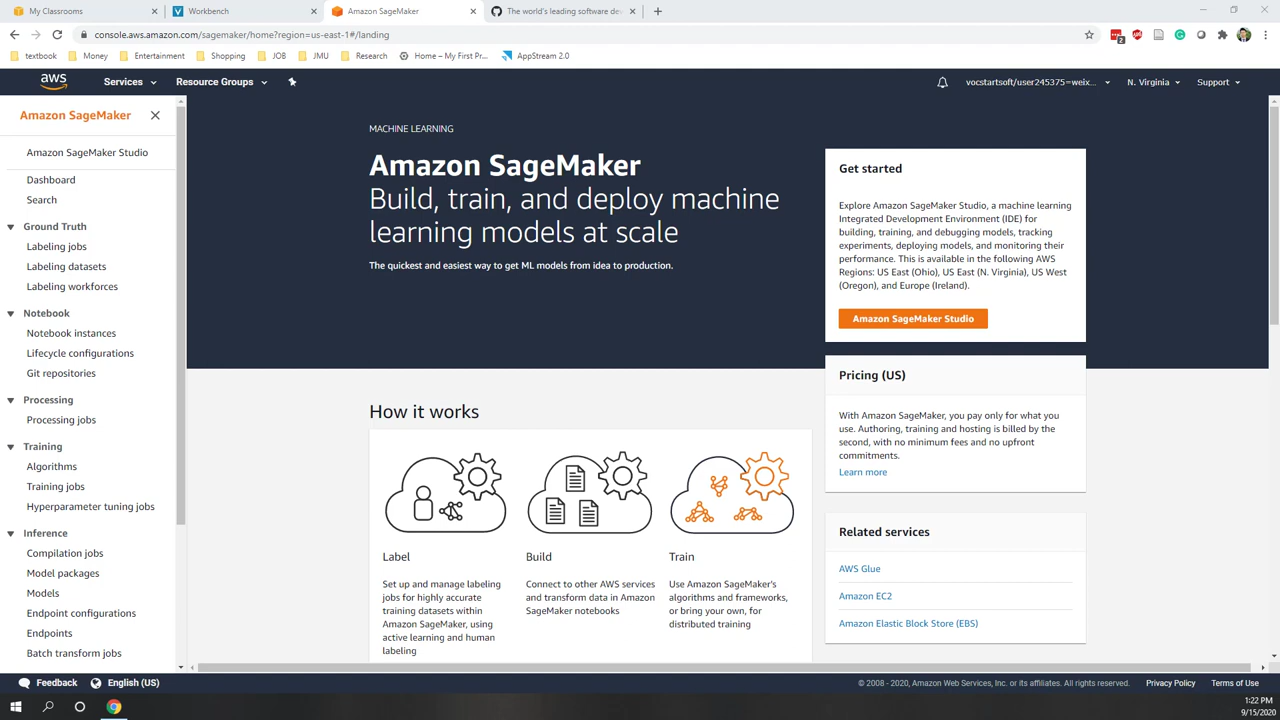 My Classrooms
Workbench
Amazon SageMaker
The world's leading software dev
console.aws.amazon.com/sagemaker/home?region=us-east-1#/landing
2
textbook
Money
Entertainment
Shopping
JOB
JMU
Research
Home – My First Pr...
AppStream 2.0
aws
Services
Resource Groups
vocstartsoft/user245375=weix...
N. Virginia
Support
Amazon SageMaker
Amazon SageMaker Studio
Dashboard
Search
Ground Truth
Labeling jobs
Labeling datasets
Labeling workforces
Notebook
Notebook instances
Lifecycle configurations
Git repositories
Processing
Processing jobs
Training
Algorithms
Training jobs
Hyperparameter tuning jobs
Inference
Compilation jobs
Model packages
Models
Endpoint configurations
Endpoints
Batch transform jobs
MACHINE LEARNING
Amazon SageMaker
Build, train, and deploy machine
learning models at scale
The quickest and easiest way to get ML models from idea to production.
Get started
Explore Amazon SageMaker Studio, a machine learning
Integrated Development Environment (IDE) for
building, training, and debugging models, tracking
experiments, deploying models, and monitoring their
performance. This is available in the following AWS
Regions: US East (Ohio), US East (N. Virginia), US West
(Oregon), and Europe (Ireland).
Amazon SageMaker Studio
Pricing (US)
With Amazon SageMaker, you pay only for what you
use. Authoring, training and hosting is billed by the
second, with no minimum fees and no upfront
commitments.
Learn more
Related services
AWS Glue
Amazon EC2
Amazon Elastic Block Store (EBS)
How it works
Label
Set up and manage labeling
jobs for highly accurate
training datasets within
Amazon SageMaker, using
active learning and human
labeling
Build
Connect to other AWS services
and transform data in Amazon
SageMaker notebooks
Train
Use Amazon SageMaker's
algorithms and frameworks,
or bring your own, for
distributed training
Feedback
English (US)
© 2008 - 2020, Amazon Web Services, Inc. or its affiliates. All rights reserved.
Privacy Policy
Terms of Use
1:22 PM
9/15/2020